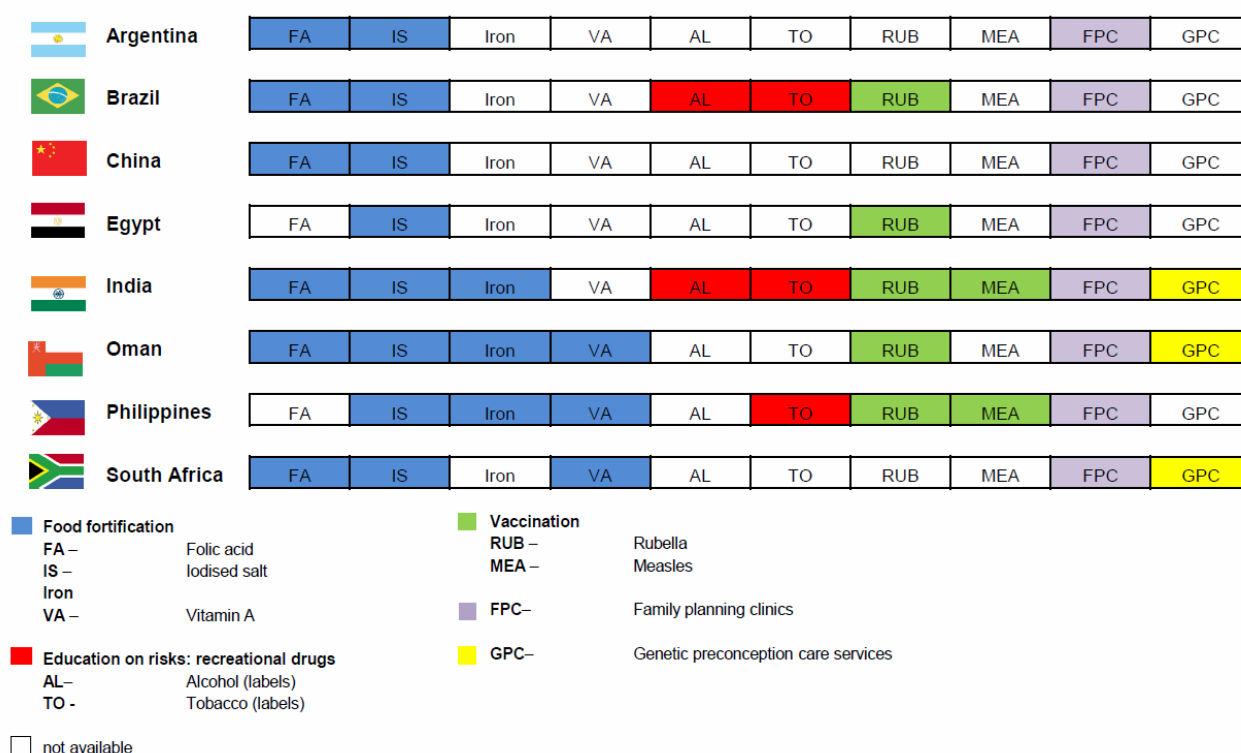 Argentina FA IS Iron VA AL TO RUB MEA FPC GPC
Brazil FA IS Iron VA AL TO RUB MEA FPC GPC
China FA IS Iron VA AL TO RUB MEA FPC GPC
Egypt FA IS Iron VA AL TO RUB MEA FPC GPC
India FA IS Iron VA AL TO RUB MEA FPC GPC
Oman FA IS Iron VA AL TO RUB MEA FPC GPC
Philippines FA IS Iron VA AL TO RUB MEA FPC GPC
South Africa FA IS Iron VA AL TO RUB MEA FPC GPC
Food fortification
FA – Folic acid
IS – Iodised salt
Iron
VA – Vitamin A
Education on risks: recreational drugs
AL– Alcohol (labels)
TO - Tobacco (labels)
not available
Vaccination
RUB – Rubella
MEA – Measles
FPC– Family planning clinics
GPC– Genetic preconception care services